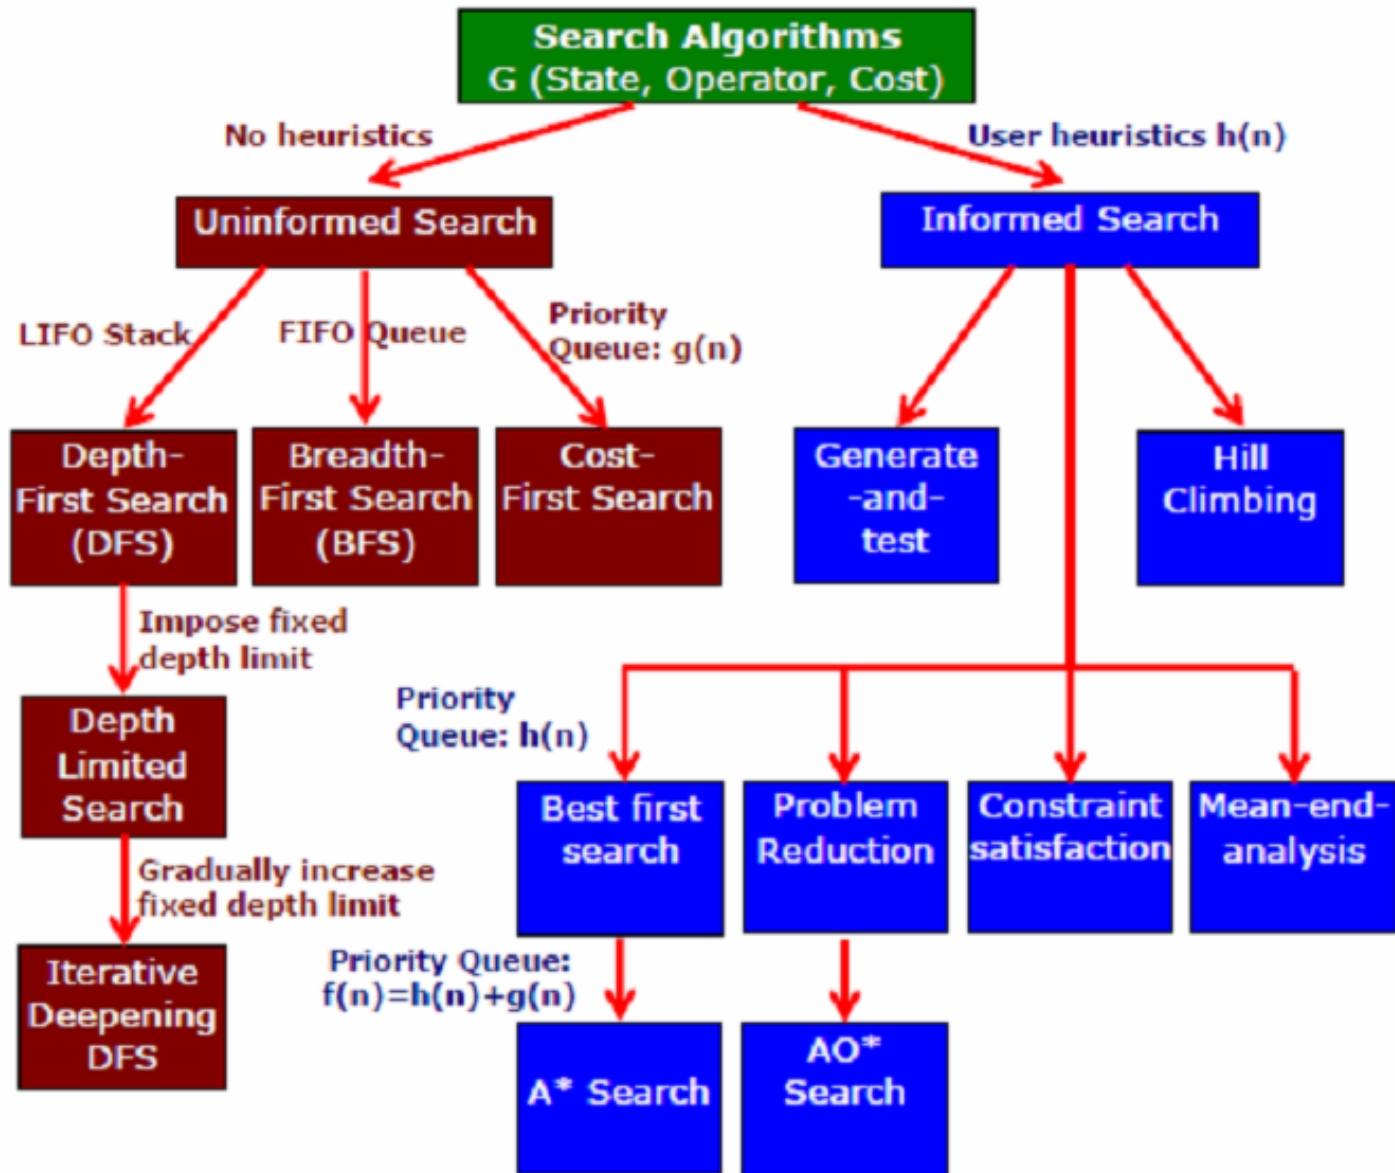 Search Algorithms
G (State, Operator, Cost)
No heuristics
User heuristics h(n)
Uninformed Search
Informed Search
LIFO Stack
FIFO Queue
Priority
Queue: g(n)
Depth-
First Search
(DFS)
Breadth-
First Search
(BFS)
Cost-
First Search
Generate
-and-
test
Hill
Climbing
Impose fixed
depth limit
Depth
Limited
Search
Priority
Queue: h(n)
Best first
search
Problem
Reduction
Constraint
satisfaction
Mean-end-
analysis
Gradually increase
fixed depth limit
Iterative
Deepening
DFS
Priority Queue:
f(n)=h(n)+g(n)
A* Search
AO*
Search